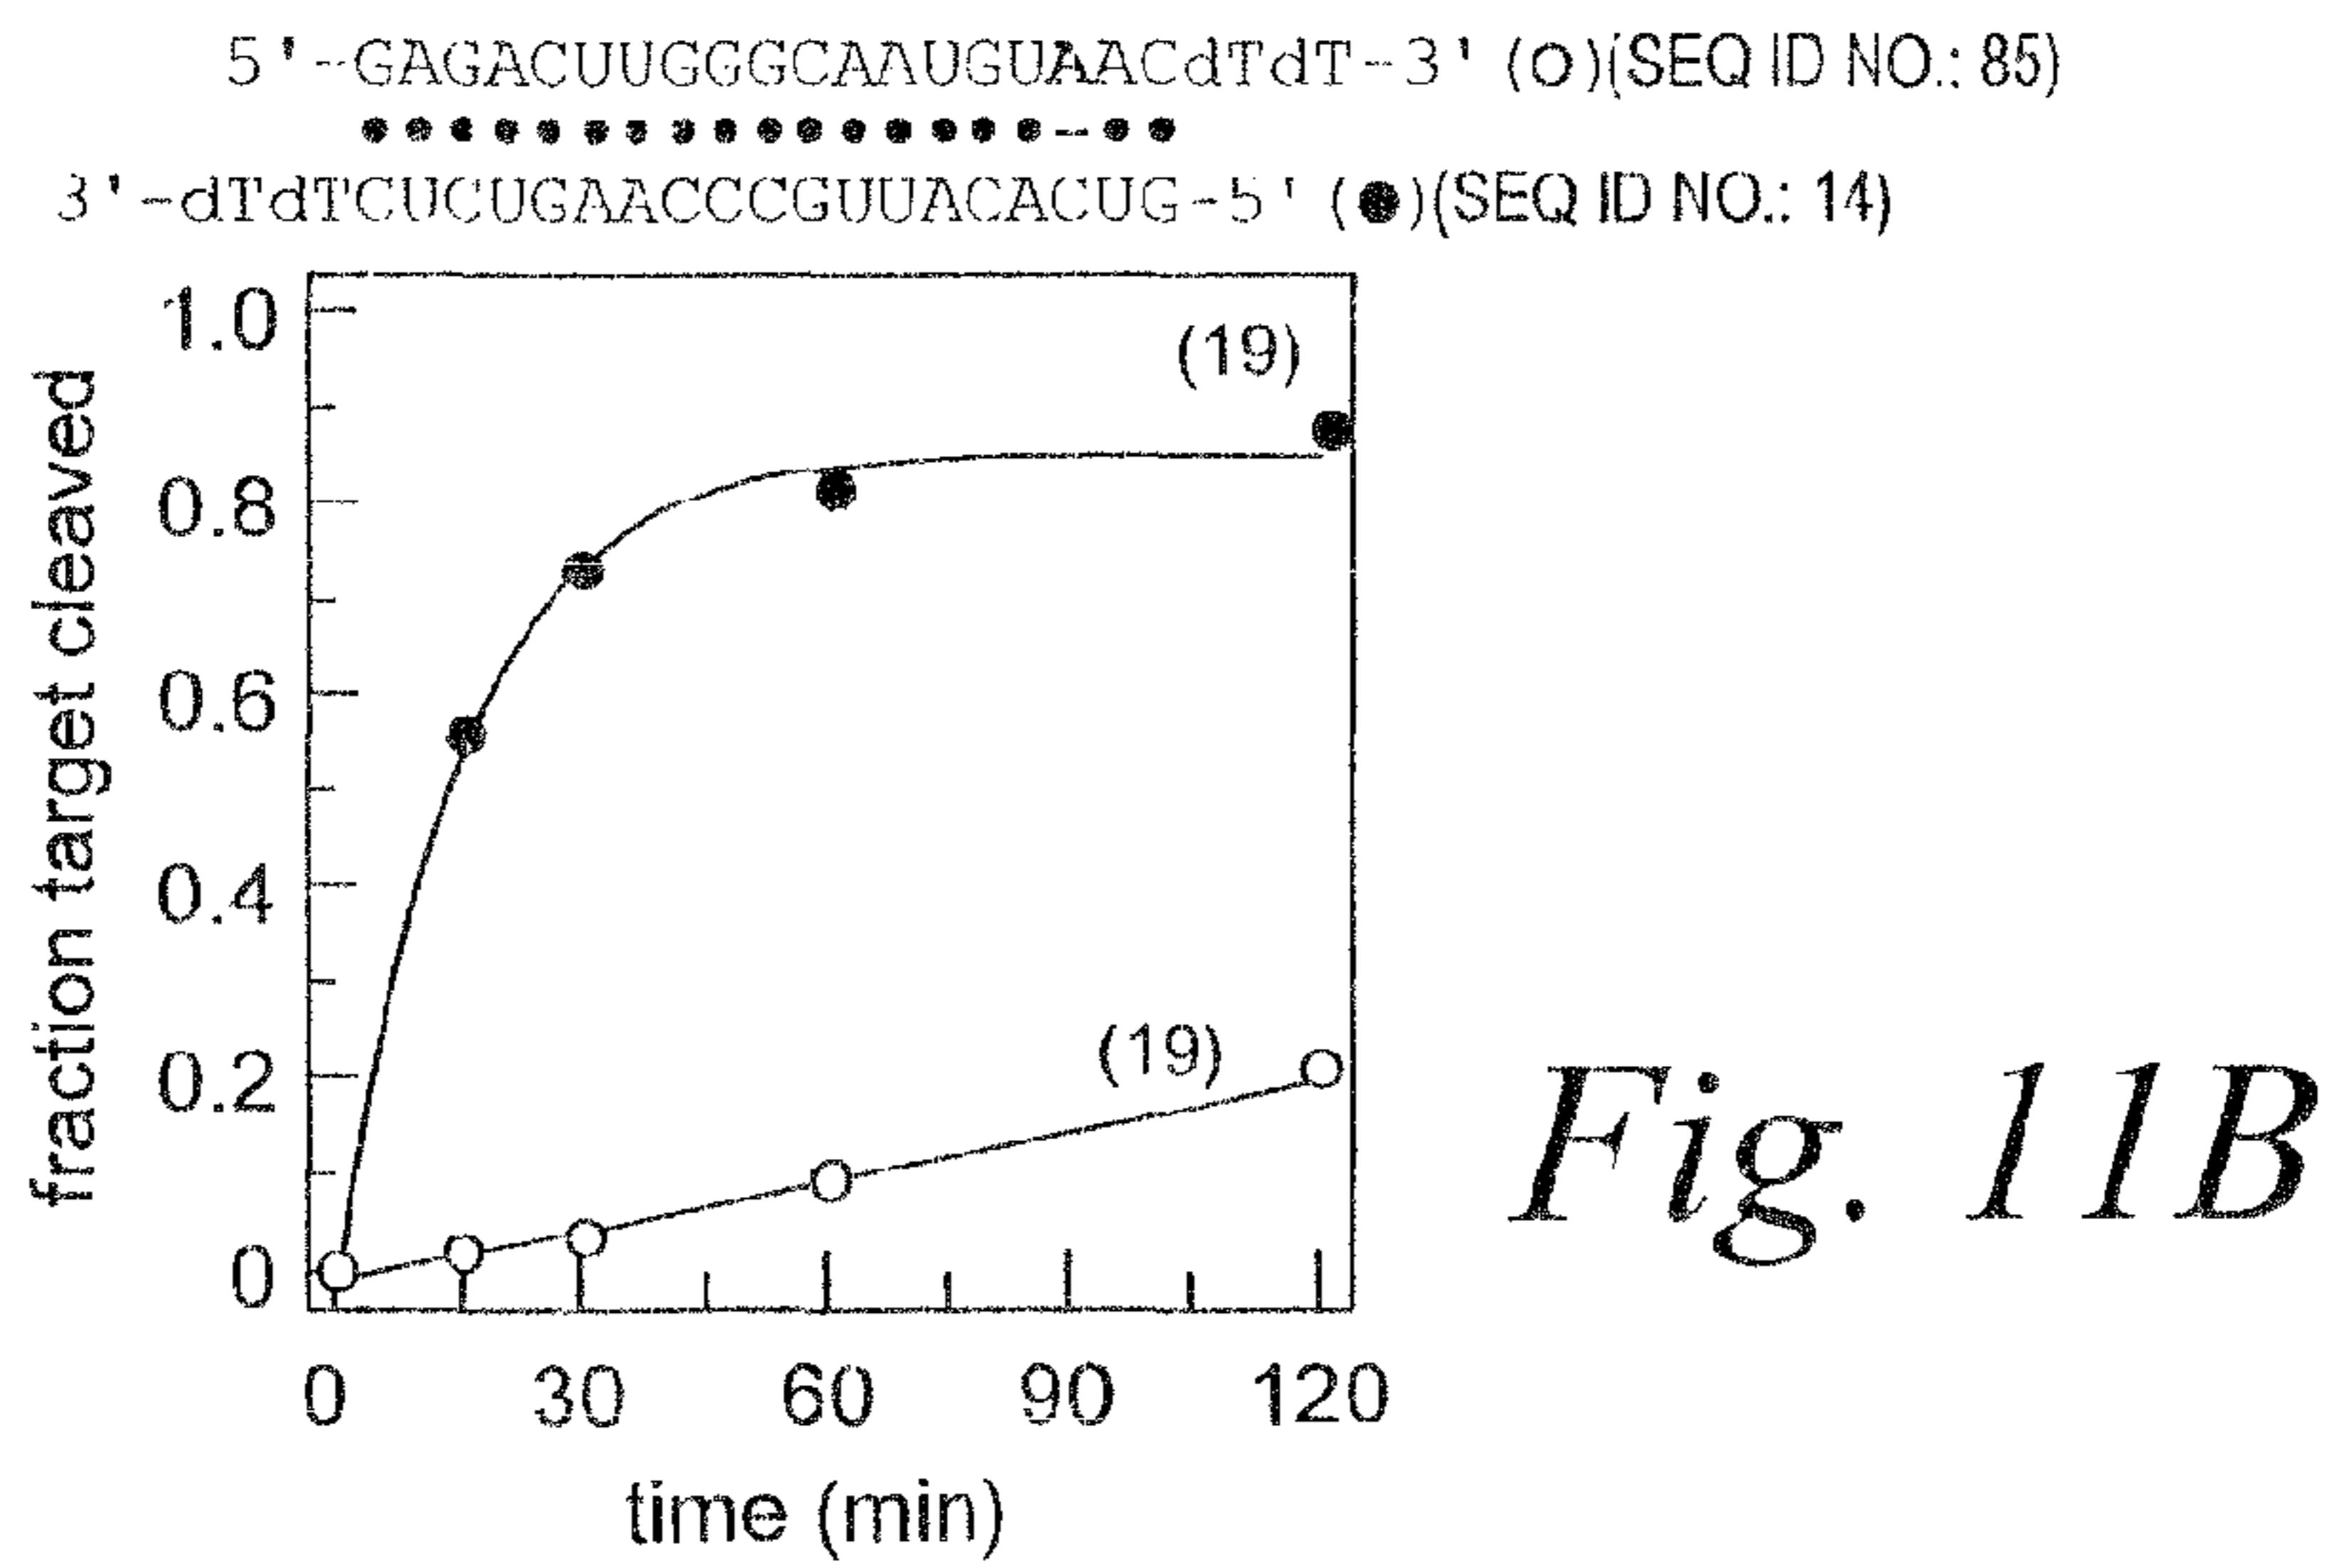 5'-GAGACUUGGGCAAUGUAACdTdT-3' (o)(SEQ ID NO.: 85)
3'-dTdTCUCUGAACCCGUUACACUG-5' (●)(SEQ ID NO.: 14)
1.0
(19)
0.8
0.6
0.4
(19)
0.2
0
fraction target cleaved
0 30 60 90 120
time (min)
Fig. 11B